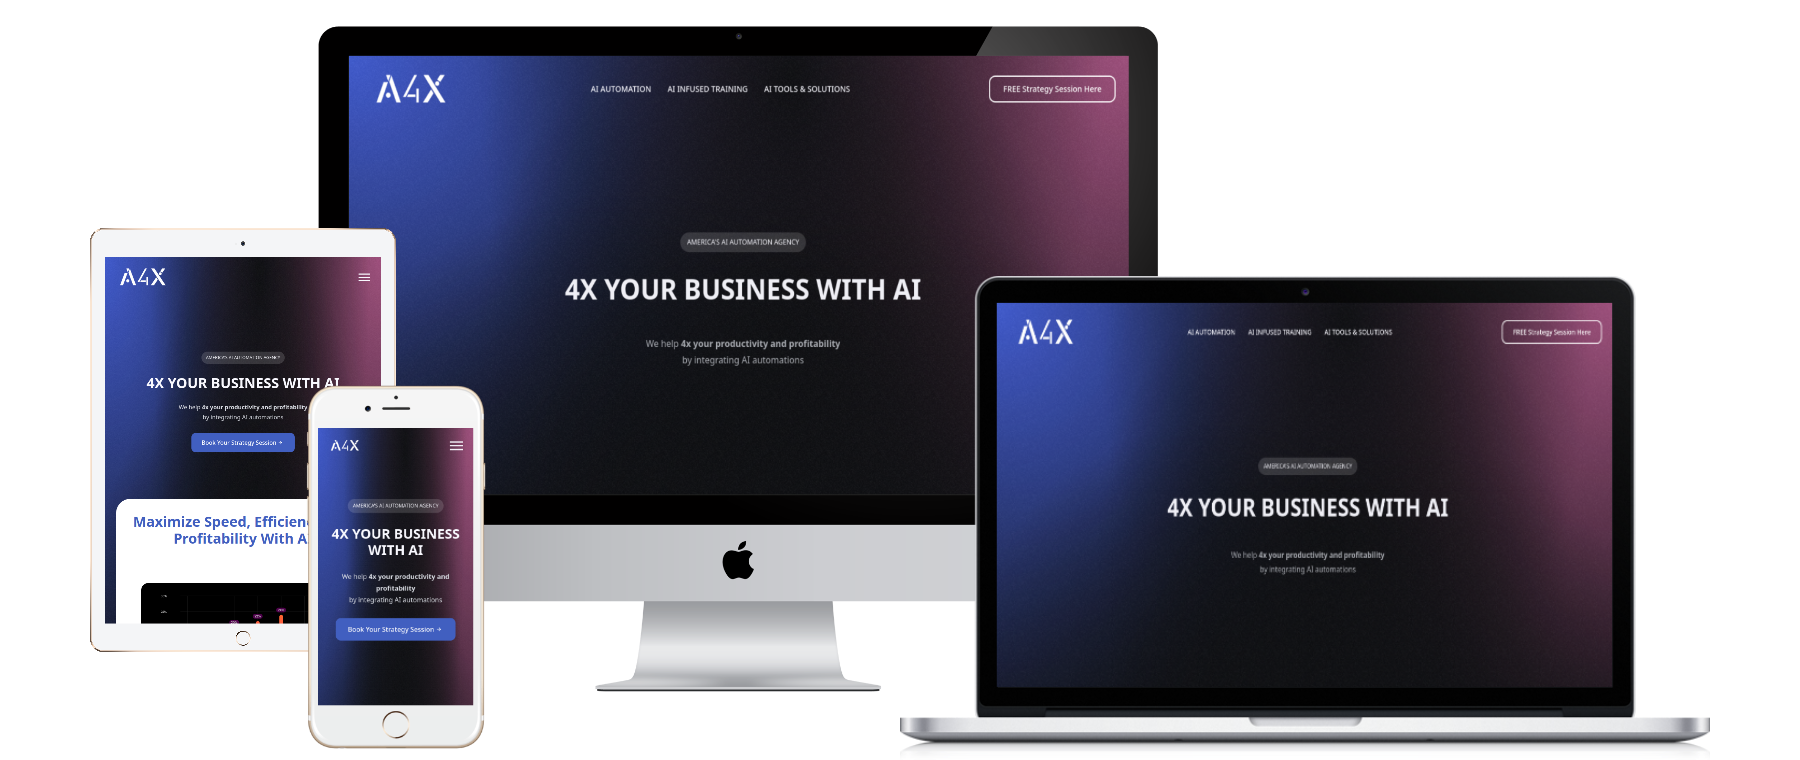 A4X
AI AUTOMATION
AI INFUSED TRAINING
AI TOOLS & SOLUTIONS
FREE Strategy Session Here
AMERICA'S AI AUTOMATION AGENCY
4X YOUR BUSINESS WITH AI
We help 4x your productivity and profitability
by integrating AI automations
A4X
AMERICA'S AI AUTOMATION AGENCY
4X YOUR BUSINESS WITH AI
We help 4x your productivity and profitability
by integrating AI automations
Book Your Strategy Session →
Maximize Speed, Efficienc
Profitability With A
A4X
AMERICA'S AI AUTOMATION AGENCY
4X YOUR BUSINESS
WITH AI
We help 4x your productivity and
profitability
by integrating AI automations
Book Your Strategy Session →
A4X
AI AUTOMATION
AI INFUSED TRAINING
AI TOOLS & SOLUTIONS
FREE Strategy Session Here
AMERICA'S AI AUTOMATION AGENCY
4X YOUR BUSINESS WITH AI
We help 4x your productivity and profitability
by integrating AI automations